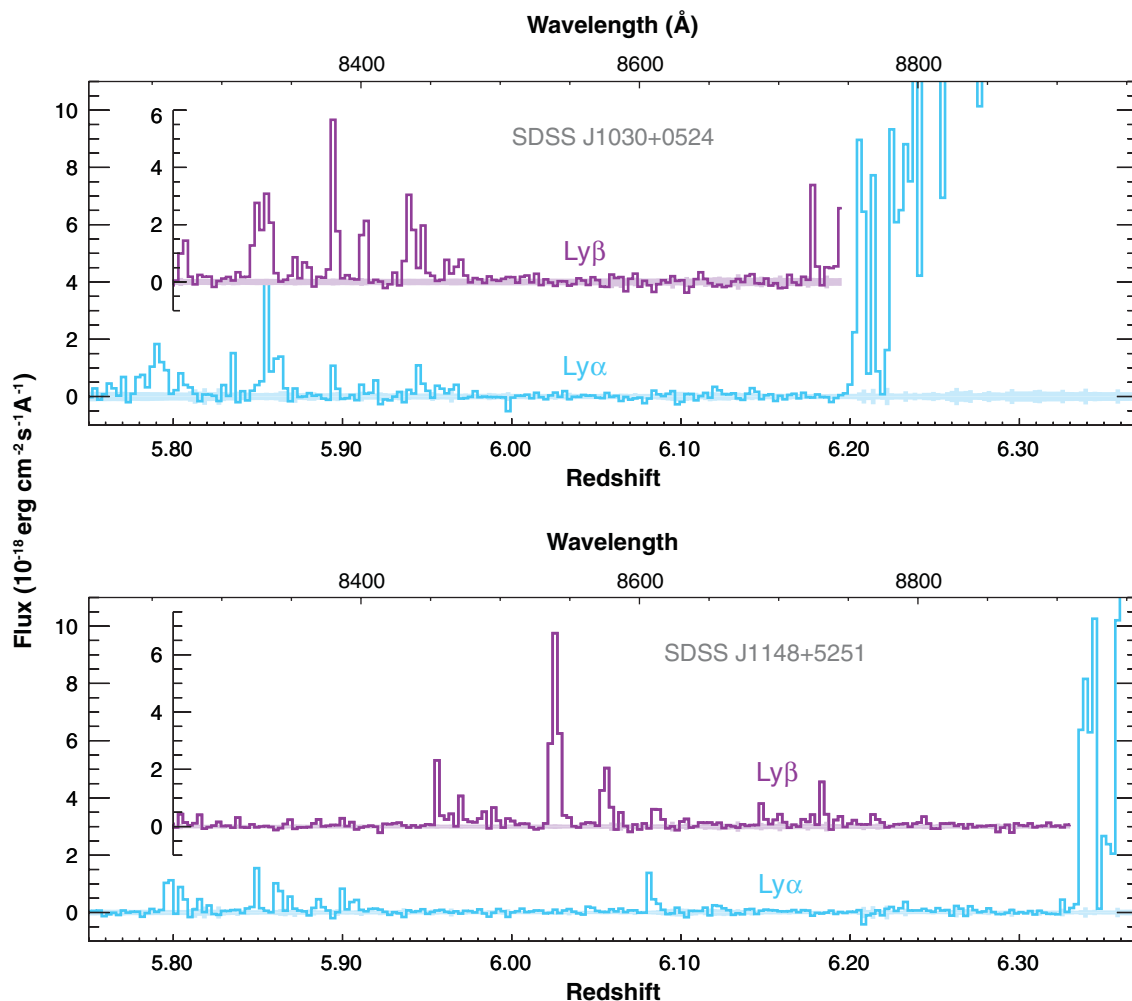 Wavelength (Å)
8400 8600 8800
10
8
6
4
2
0
6
4
2
0
SDSS J1030+0524
Lyβ
Lyα
5.80 5.90 6.00 6.10 6.20 6.30
Redshift
Flux (10⁻¹⁸ erg cm⁻² s⁻¹ A⁻¹)
Wavelength
8400 8600 8800
10
8
6
4
2
0
6
4
2
0
SDSS J1148+5251
Lyβ
Lyα
5.80 5.90 6.00 6.10 6.20 6.30
Redshift